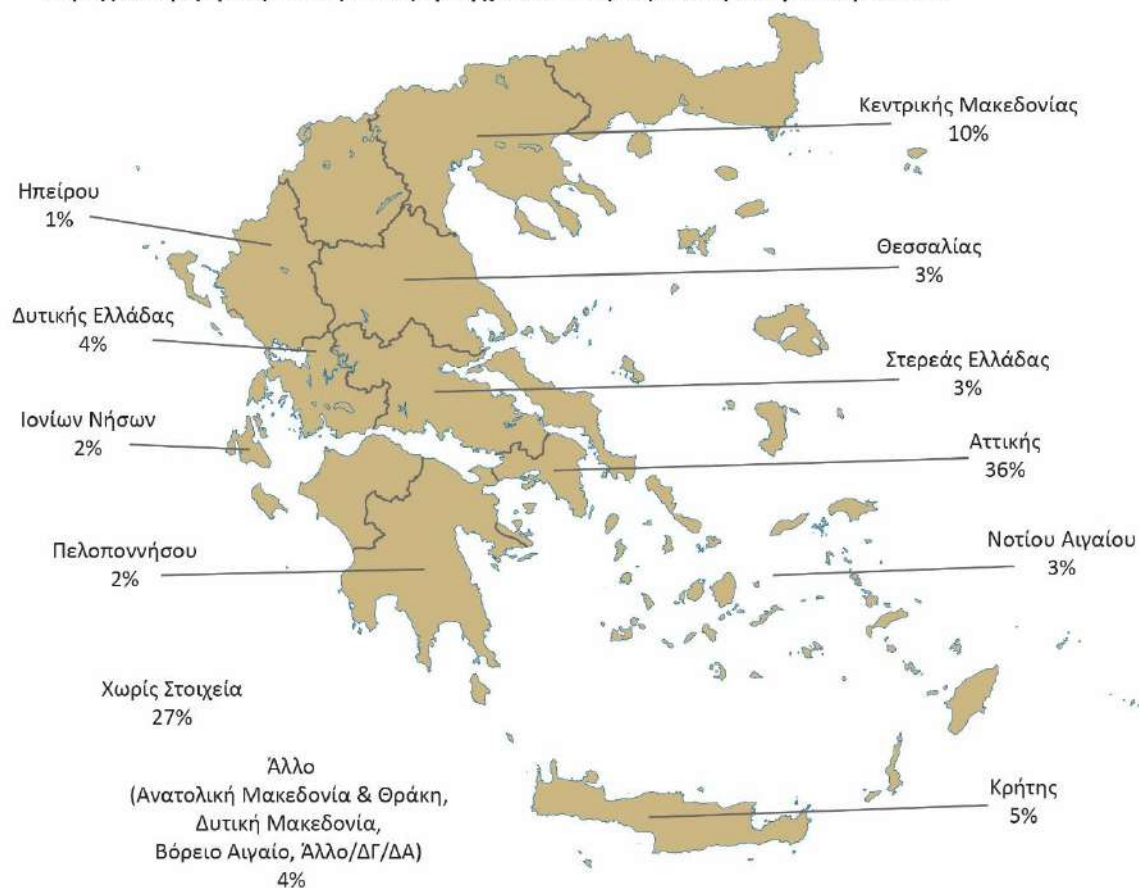 Κεντρικής Μακεδονίας
10%
Ηπείρου
1%
Θεσσαλίας
3%
Δυτικής Ελλάδας
4%
Στερεάς Ελλάδας
3%
Ιονίων Νήσων
2%
Αττικής
36%
Πελοποννήσου
2%
Νοτίου Αιγαίου
3%
Χωρίς Στοιχεία
27%
Άλλο
(Ανατολική Μακεδονία & Θράκη,
Δυτική Μακεδονία,
Βόρειο Αιγαίο, Άλλο/ΔΓ/ΔΑ)
4%
Κρήτης
5%